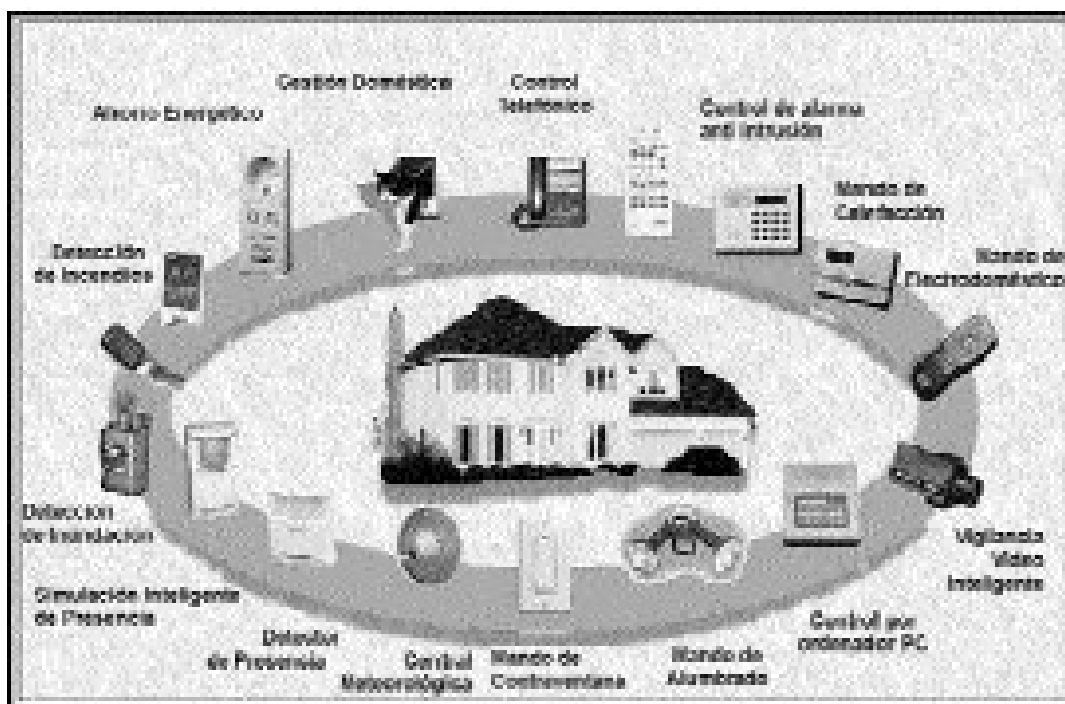 Gestión Doméstica
Control
Telefónico
Ahorro Energético
Control de alarma
anti intrusión
Mando de
Calefacción
Detección
de Incendios
Mando de
Electrodomésticos
Detección
de Inundación
Vigilancia
Video
Inteligente
Simulación Inteligente
de Presencia
Control por
ordenador PC
Detector
de Presencia
Control
Meteorológica
Mando de
Contraventana
Mando de
Alumbrado